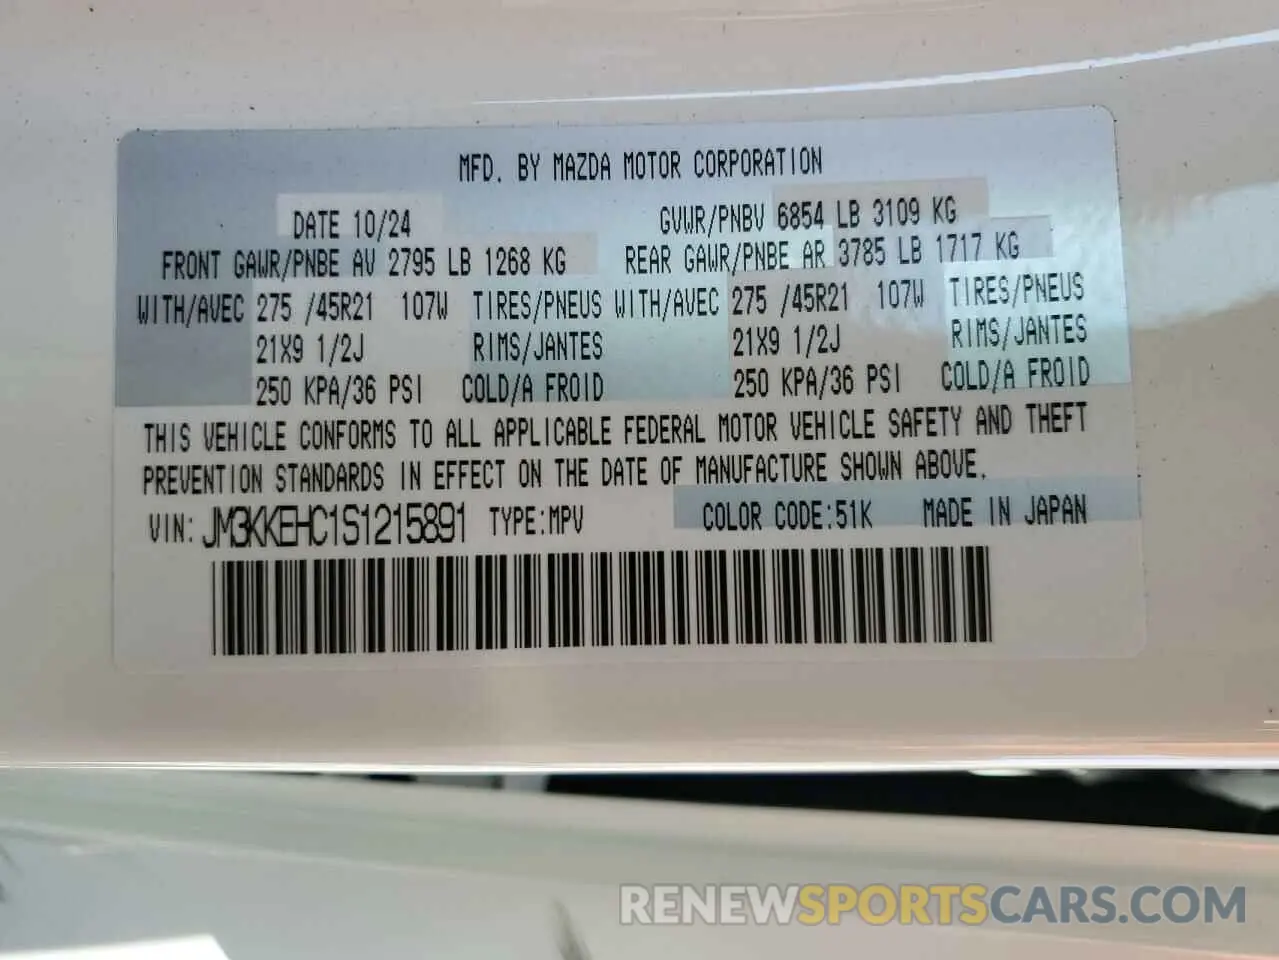 MFD. BY MAZDA MOTOR CORPORATION
DATE 10/24 GVWR/PNBV 6854 LB 3109 KG
FRONT GAWR/PNBE AV 2795 LB 1268 KG REAR GAWR/PNBE AR 3785 LB 1717 KG
WITH/AVEC 275 /45R21 107W TIRES/PNEUS WITH/AVEC 275 /45R21 107W TIRES/PNEUS
21X9 1/2J RIMS/JANTES 21X9 1/2J RIMS/JANTES
250 KPA/36 PSI COLD/A FROID 250 KPA/36 PSI COLD/A FROID
THIS VEHICLE CONFORMS TO ALL APPLICABLE FEDERAL MOTOR VEHICLE SAFETY AND THEFT
PREVENTION STANDARDS IN EFFECT ON THE DATE OF MANUFACTURE SHOWN ABOVE.
VIN: JM3KKEHC1S1215891 TYPE:MPV COLOR CODE:51K MADE IN JAPAN
RENEWSPORTSCARS.COM